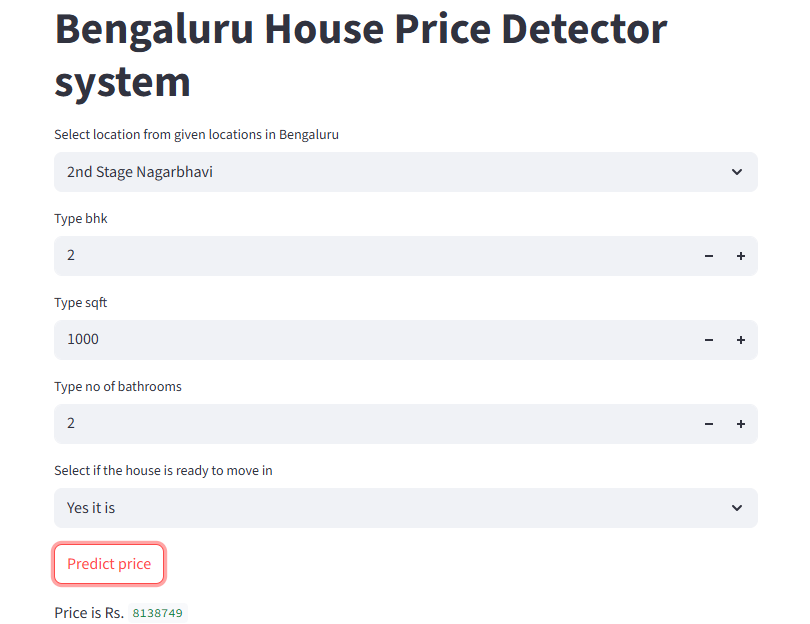 Bengaluru House Price Detector
system
Select location from given locations in Bengaluru
2nd Stage Nagarbhavi
Type bhk
2
Type sqft
1000
Type no of bathrooms
2
Select if the house is ready to move in
Yes it is
Predict price
Price is Rs. 8138749